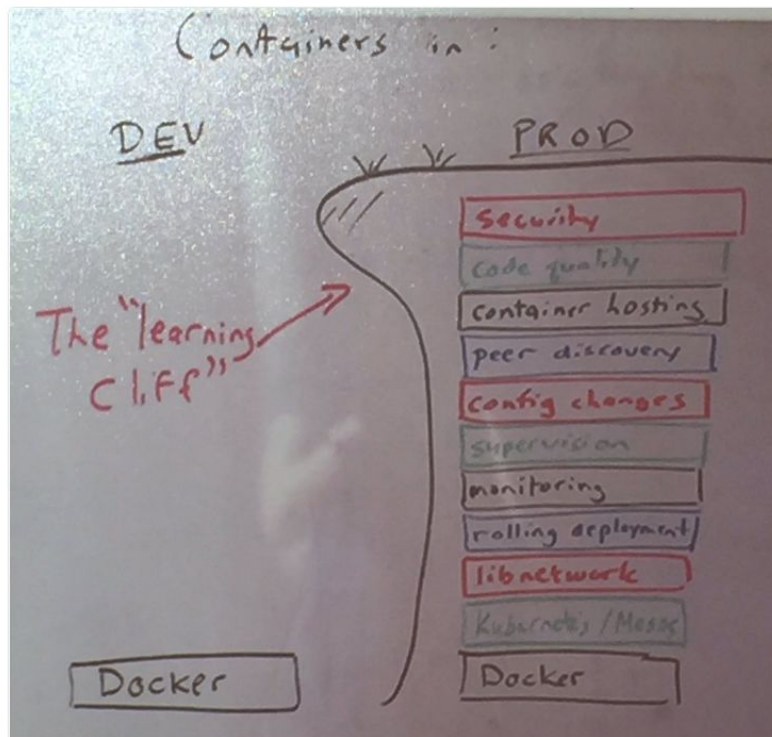 Containers in:
DEV
PROD
The "learning
Cliff"
security
code quality
container hosting
peer discovery
config changes
supervision
monitoring
rolling deployment
libnetwork
Kubernetes/Mesos
Docker
Docker